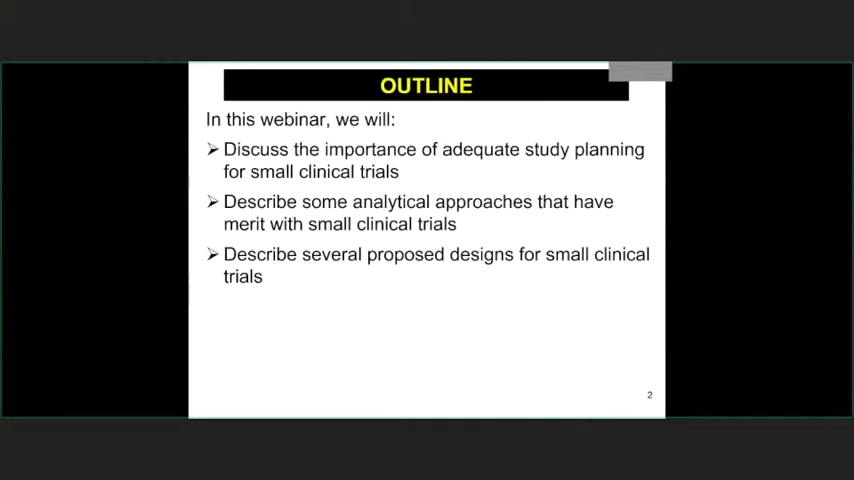 OUTLINE
In this webinar, we will:
➢ Discuss the importance of adequate study planning
for small clinical trials
➢ Describe some analytical approaches that have
merit with small clinical trials
➢ Describe several proposed designs for small clinical
trials
2